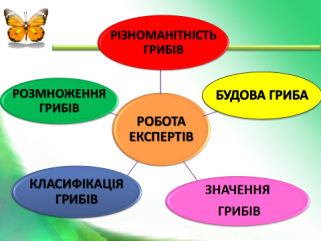 РІЗНОМАНІТНІСТЬ
ГРИБІВ
РОЗМНОЖЕННЯ
ГРИБІВ
БУДОВА ГРИБА
РОБОТА
ЕКСПЕРТІВ
КЛАСИФІКАЦІЯ
ГРИБІВ
ЗНАЧЕННЯ
ГРИБІВ